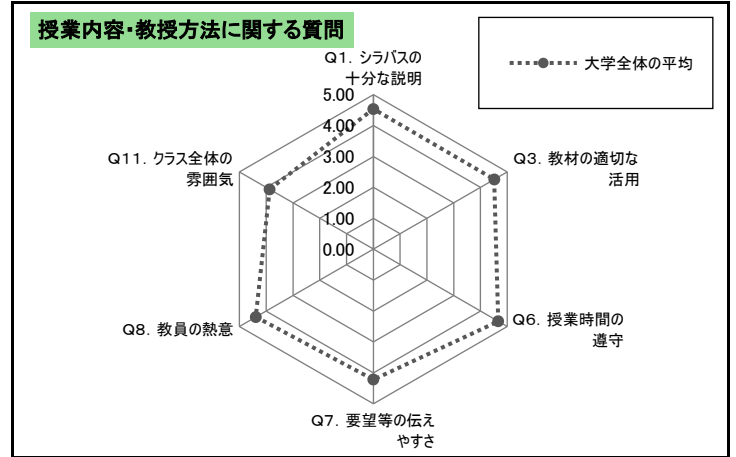 授業内容・教授方法に関する質問
大学全体の平均
Q1. シラバスの
十分な説明
5.00
4.00
3.00
2.00
1.00
0.00
Q3. 教材の適切な
活用
Q6. 授業時間の
遵守
Q7. 要望等の伝え
やすさ
Q8. 教員の熱意
Q11. クラス全体の
雰囲気